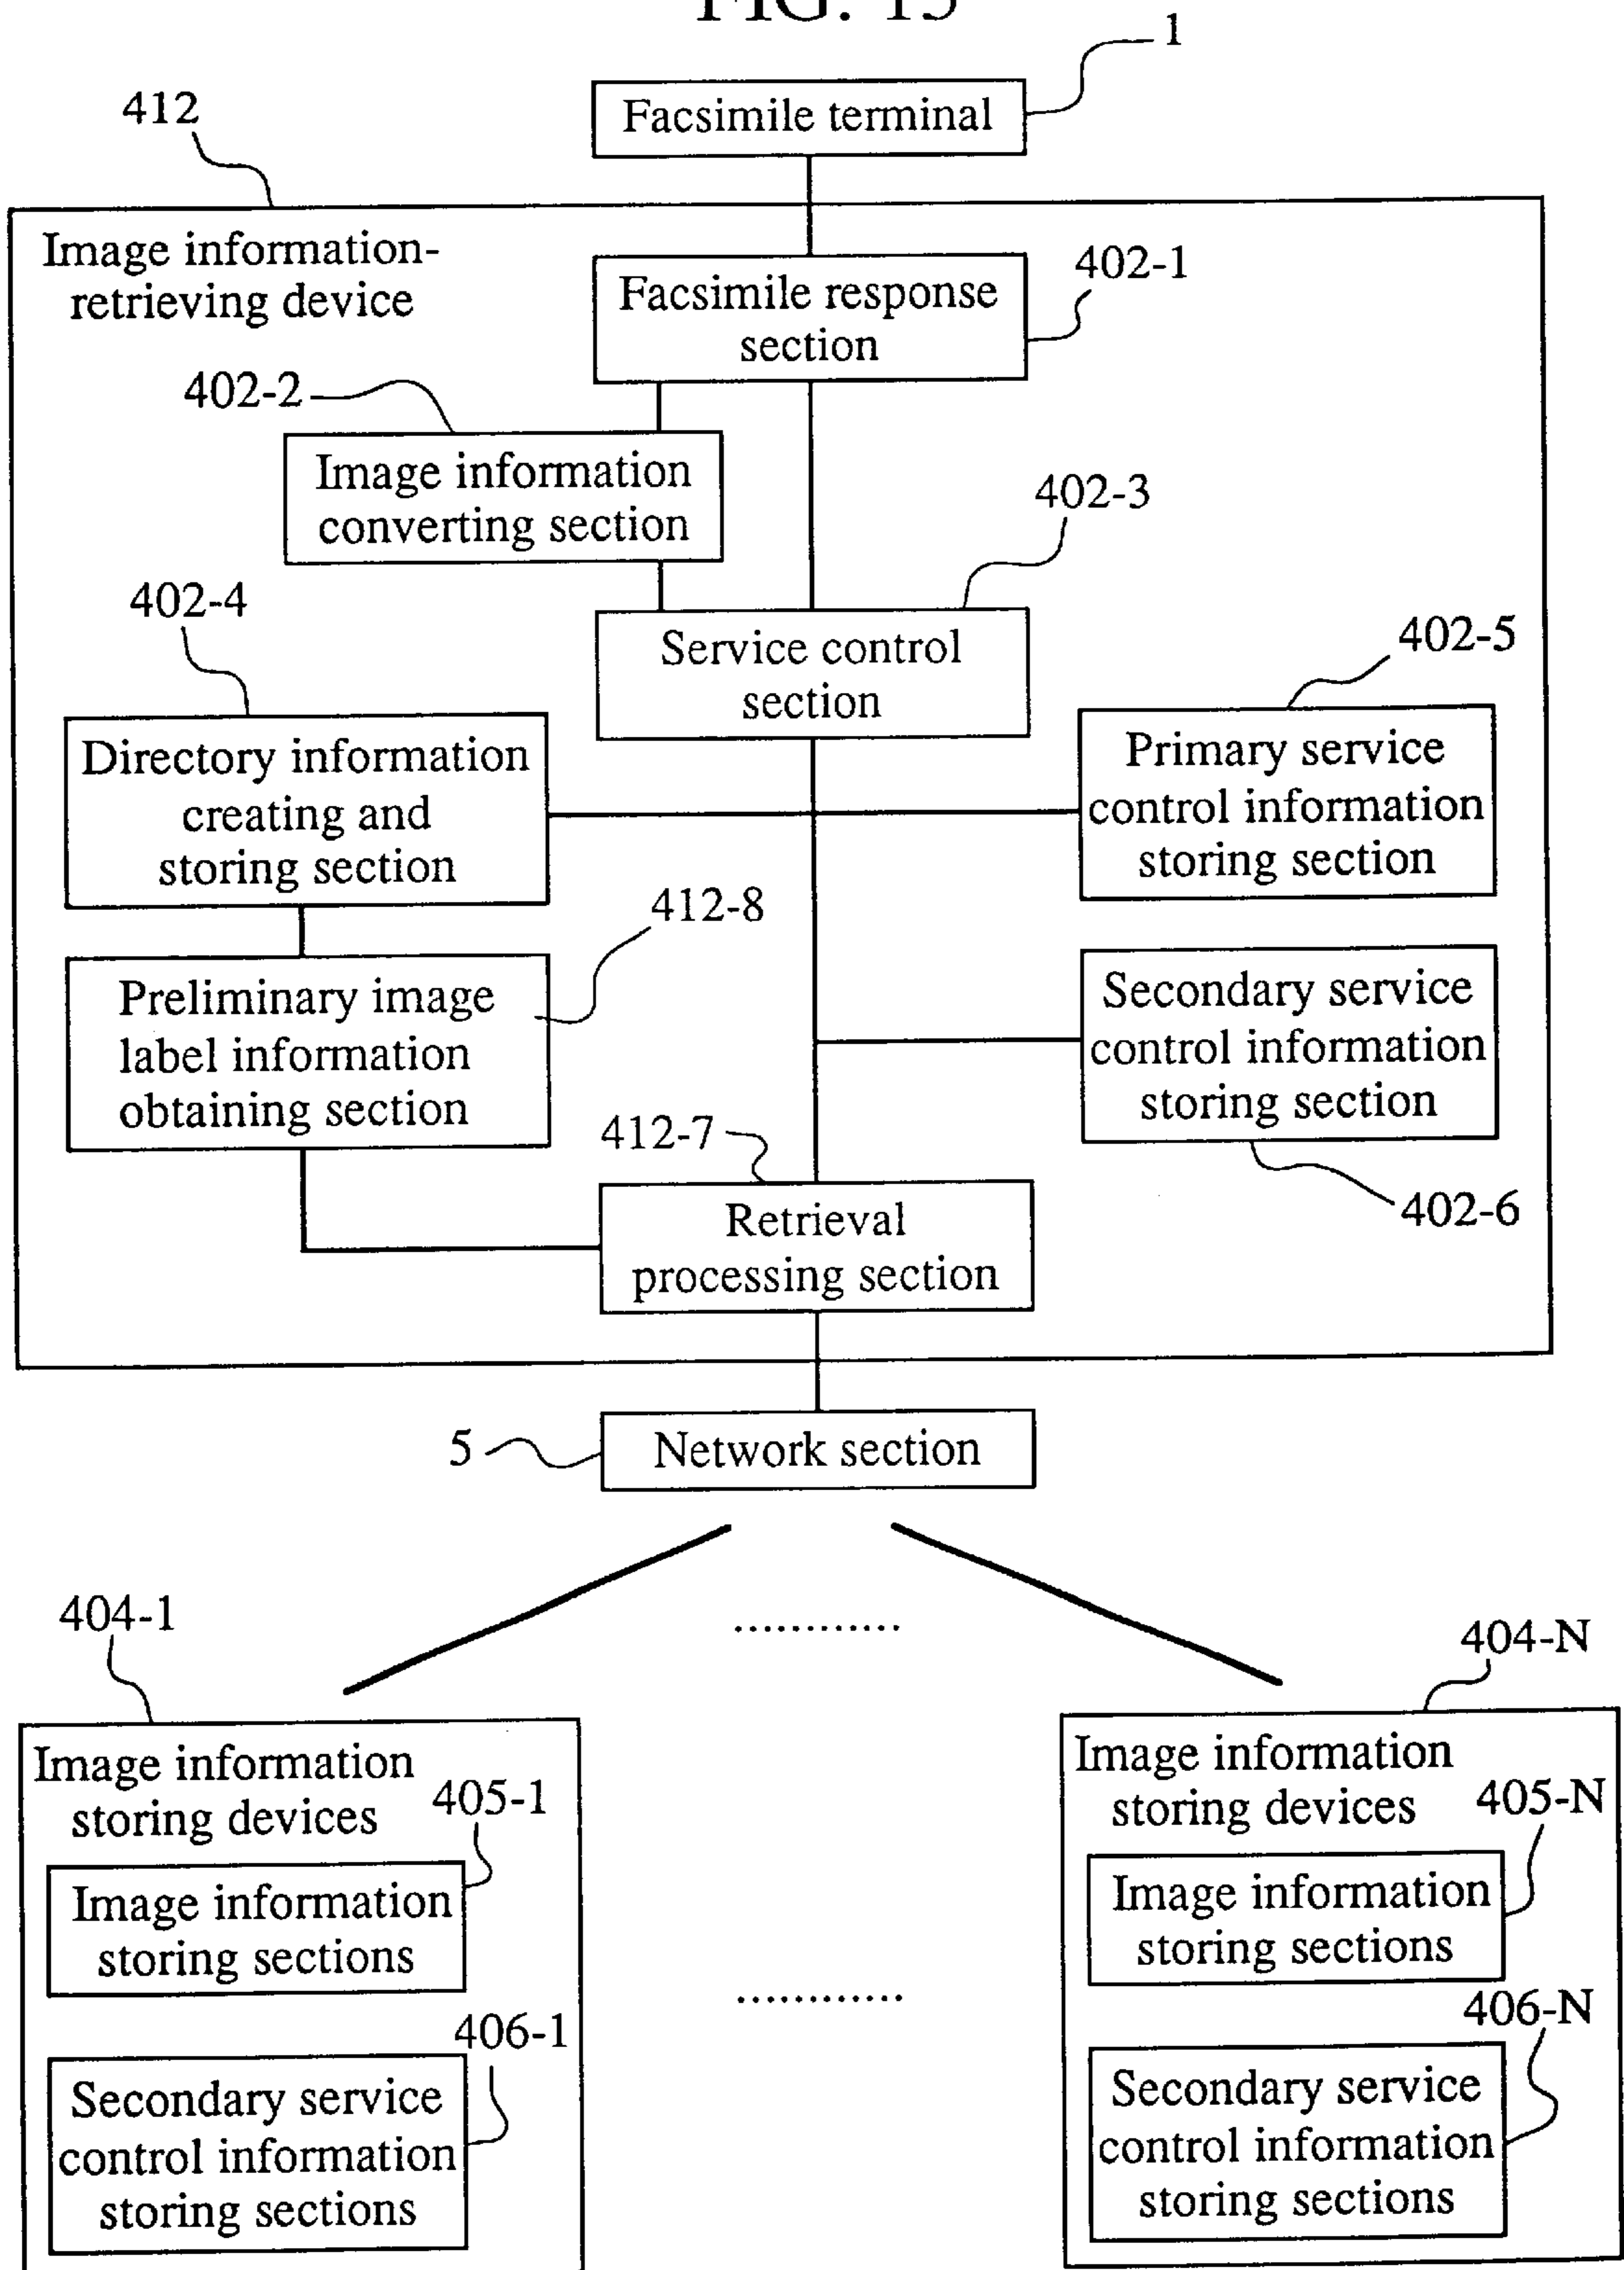 FIG. 15
1
Facsimile terminal
412
Image information-
retrieving device
Facsimile response
section
402-1
402-2
Image information
converting section
402-3
Service control
section
402-4
Directory information
creating and
storing section
402-5
Primary service
control information
storing section
412-8
Preliminary image
label information
obtaining section
Secondary service
control information
storing section
402-6
412-7
Retrieval
processing section
5
Network section
............
404-1
Image information
storing devices
405-1
Image information
storing sections
406-1
Secondary service
control information
storing sections
............
404-N
Image information
storing devices
405-N
Image information
storing sections
406-N
Secondary service
control information
storing sections